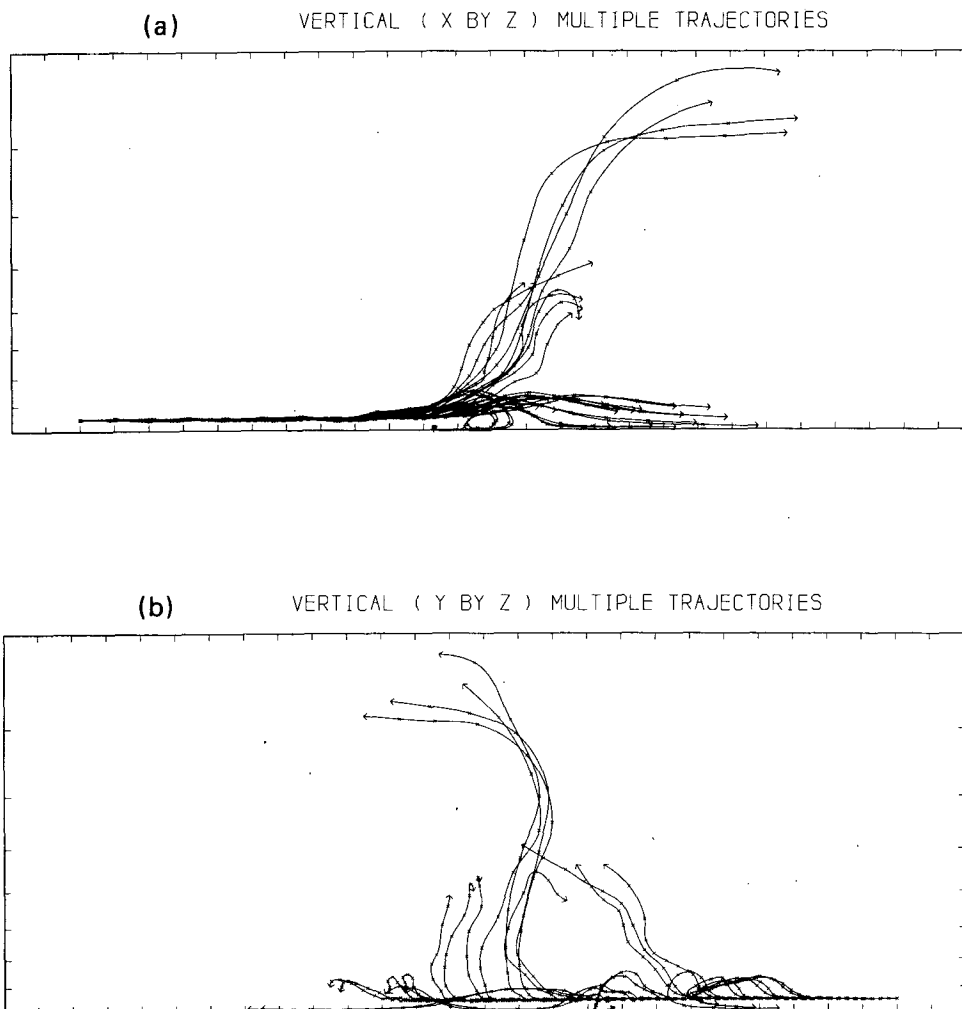 (a) VERTICAL ( X BY Z ) MULTIPLE TRAJECTORIES
(b) VERTICAL ( Y BY Z ) MULTIPLE TRAJECTORIES